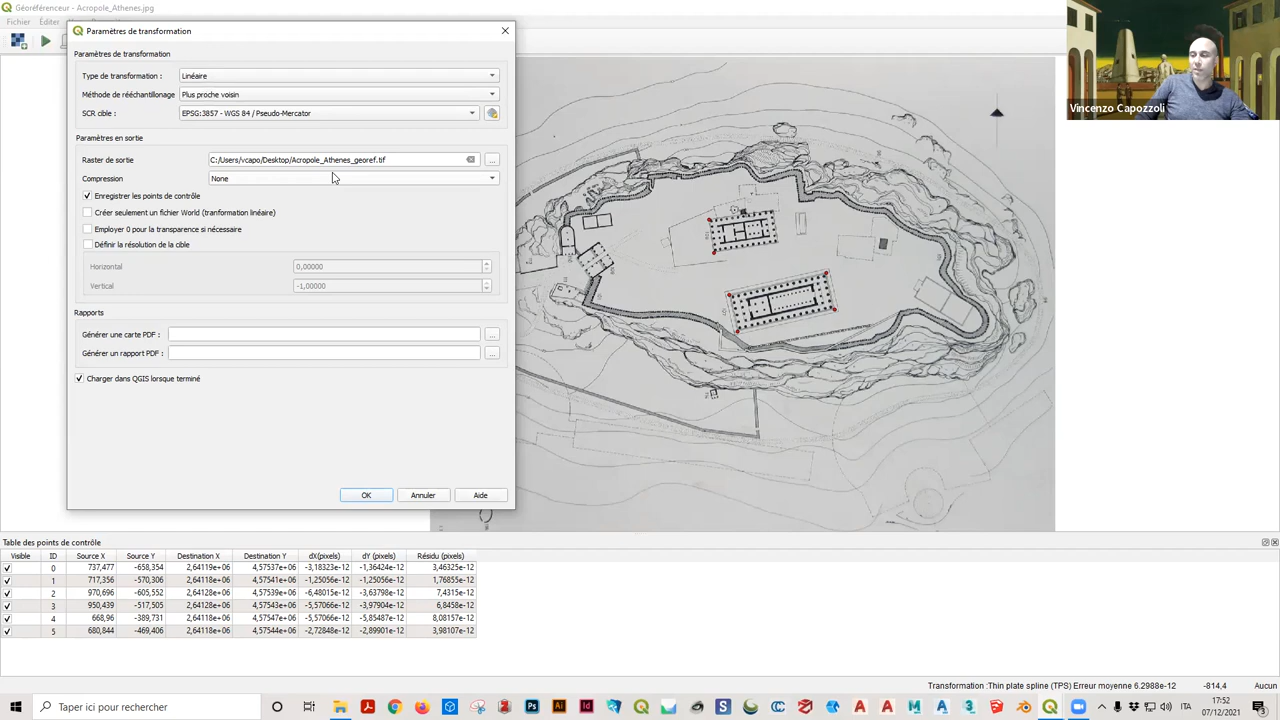 Géoréférenceur - Acropole_Athenes.jpg
Fichier Éditer
Paramètres de transformation
Paramètres de transformation
Type de transformation : Linéaire
Méthode de rééchantillonage Plus proche voisin
SCR cible : EPSG:3857 - WGS 84 / Pseudo-Mercator
Paramètres en sortie
Raster de sortie C:/Users/vcapo/Desktop/Acropole_Athenes_georef.tif ...
Compression None
Enregistrer les points de contrôle
Créer seulement un fichier World (tranformation linéaire)
Employer 0 pour la transparence si nécessaire
Définir la résolution de la cible
Horizontal 0,00000
Vertical -1,00000
Rapports
Générer une carte PDF : ...
Générer un rapport PDF : ...
Charger dans QGIS lorsque terminé
OK Annuler Aide
Vincenzo Capozzoli
Table des points de contrôle
Visible ID Source X Source Y Destination X Destination Y dX(pixels) dY (pixels) Résidu (pixels)
0 737,477 -658,354 2,64119e+06 4,57537e+06 -3,18323e-12 -1,36424e-12 3,46325e-12
1 717,356 -570,306 2,64118e+06 4,57541e+06 -1,25056e-12 -1,25056e-12 1,76855e-12
2 970,696 -605,552 2,64128e+06 4,57539e+06 -6,48015e-12 -3,63798e-12 7,4315e-12
3 950,439 -517,505 2,64128e+06 4,57543e+06 -5,57066e-12 -3,97904e-12 6,8458e-12
4 668,96 -389,731 2,64118e+06 4,57547e+06 -5,57066e-12 -5,85487e-12 8,08157e-12
5 680,844 -469,406 2,64118e+06 4,57544e+06 -2,72848e-12 -2,89901e-12 3,98107e-12
Transformation :Thin plate spline (TPS) Erreur moyenne 6.2988e-12 -814,4 Aucun
Taper ici pour rechercher
ITA
17:52
07/12/2021